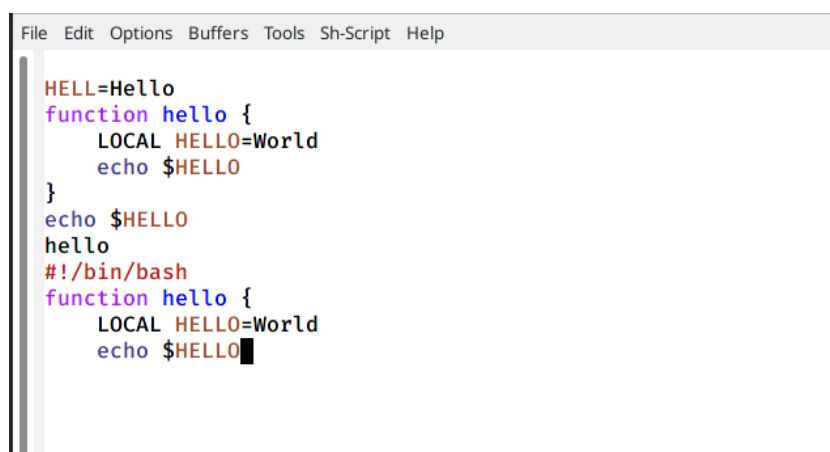 File Edit Options Buffers Tools Sh-Script Help
HELL=Hello
function hello {
    LOCAL HELLO=World
    echo $HELLO
}
echo $HELLO
hello
#!/bin/bash
function hello {
    LOCAL HELLO=World
    echo $HELLO